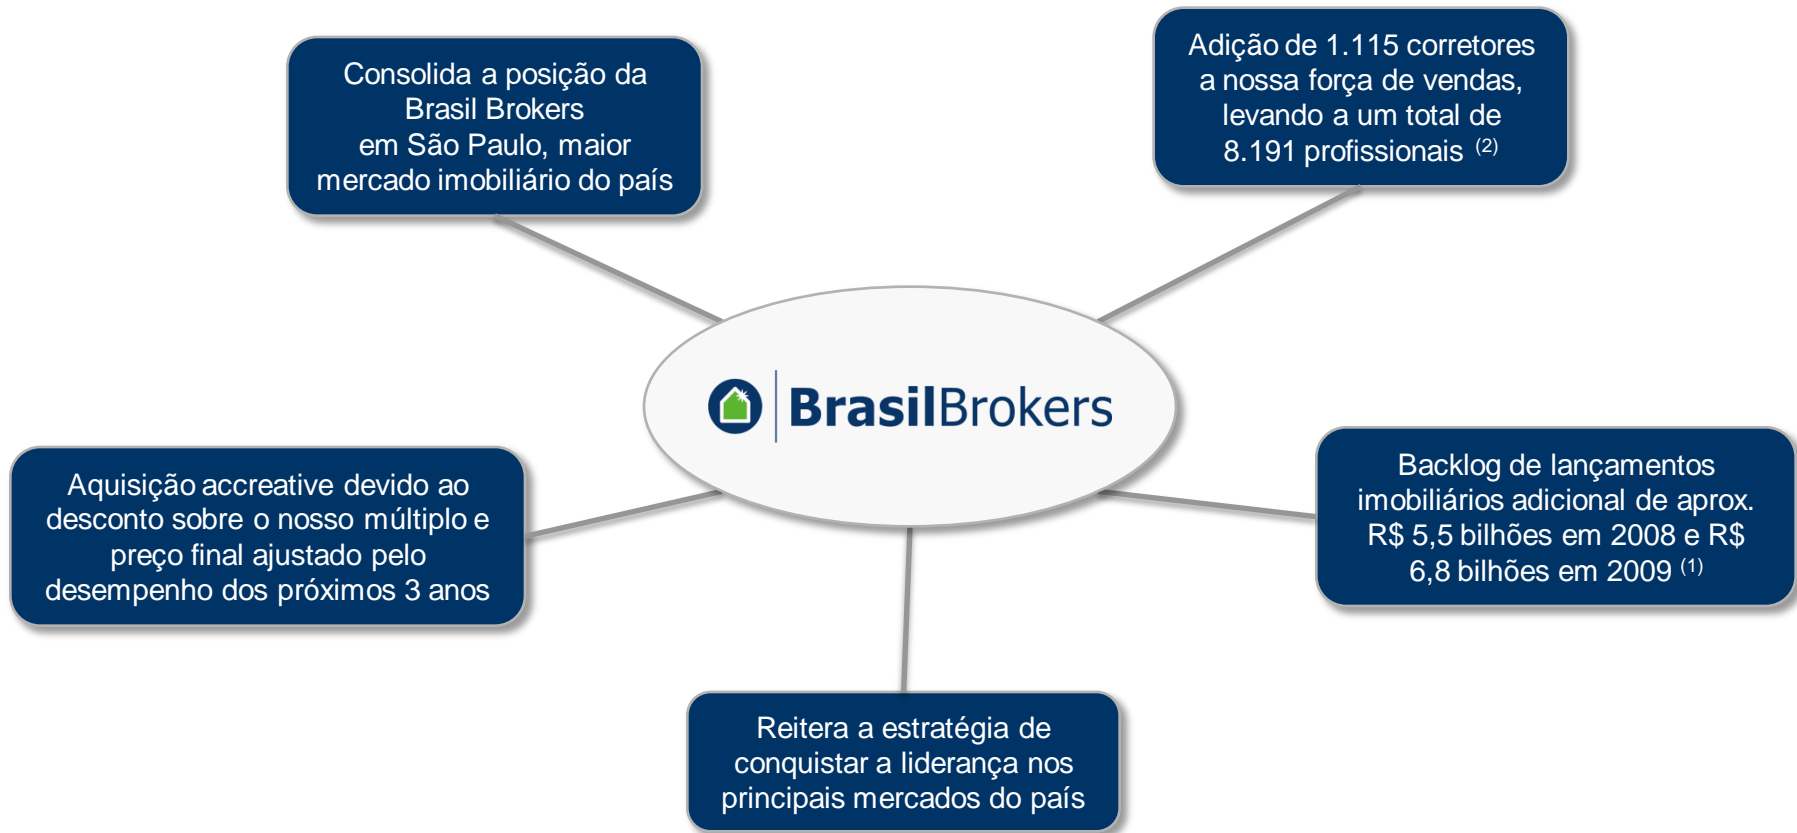 Consolida a posição da
Brasil Brokers
em São Paulo, maior
mercado imobiliário do país
Adição de 1.115 corretores
a nossa força de vendas,
levando a um total de
8.191 profissionais (2)
BrasilBrokers
Aquisição accreative devido ao
desconto sobre o nosso múltiplo e
preço final ajustado pelo
desempenho dos próximos 3 anos
Backlog de lançamentos
imobiliários adicional de aprox.
R$ 5,5 bilhões em 2008 e R$
6,8 bilhões em 2009 (1)
Reitera a estratégia de
conquistar a liderança nos
principais mercados do país